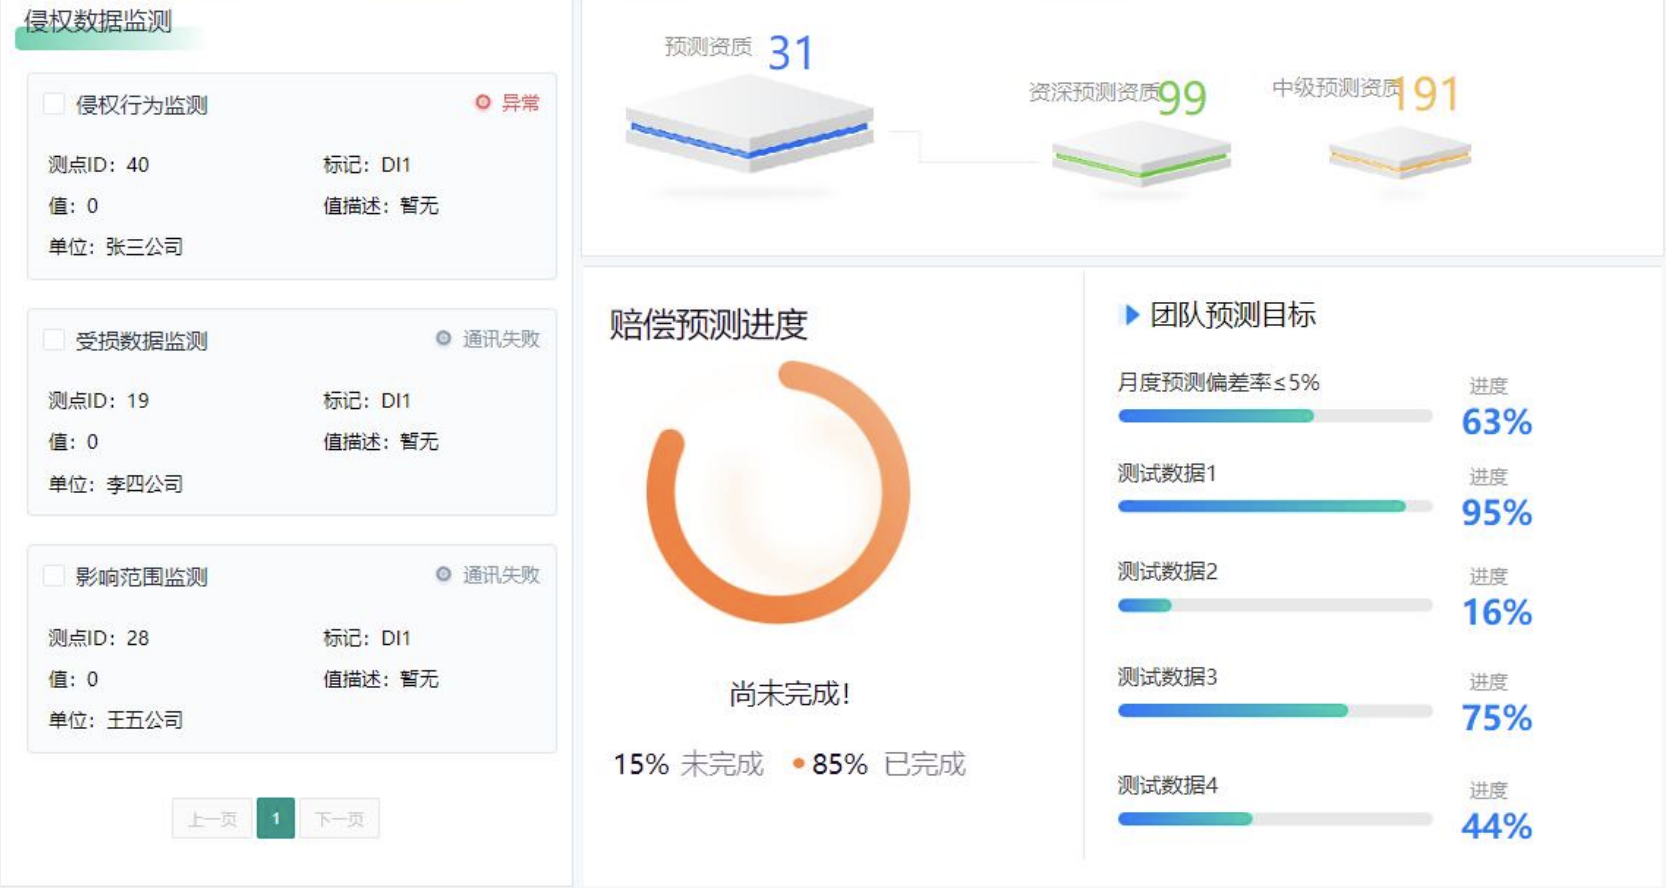 侵权数据监测
侵权行为监测
异常
测点ID：40
标记：DI1
值：0
值描述：暂无
单位：张三公司
受损数据监测
通讯失败
测点ID：19
标记：DI1
值：0
值描述：暂无
单位：李四公司
影响范围监测
通讯失败
测点ID：28
标记：DI1
值：0
值描述：暂无
单位：王五公司
上一页
1
下一页
预测资质 31
资深预测资质99
中级预测资质191
赔偿预测进度
尚未完成!
15% 未完成
85% 已完成
团队预测目标
月度预测偏差率≤5%
进度
63%
测试数据1
进度
95%
测试数据2
进度
16%
测试数据3
进度
75%
测试数据4
进度
44%